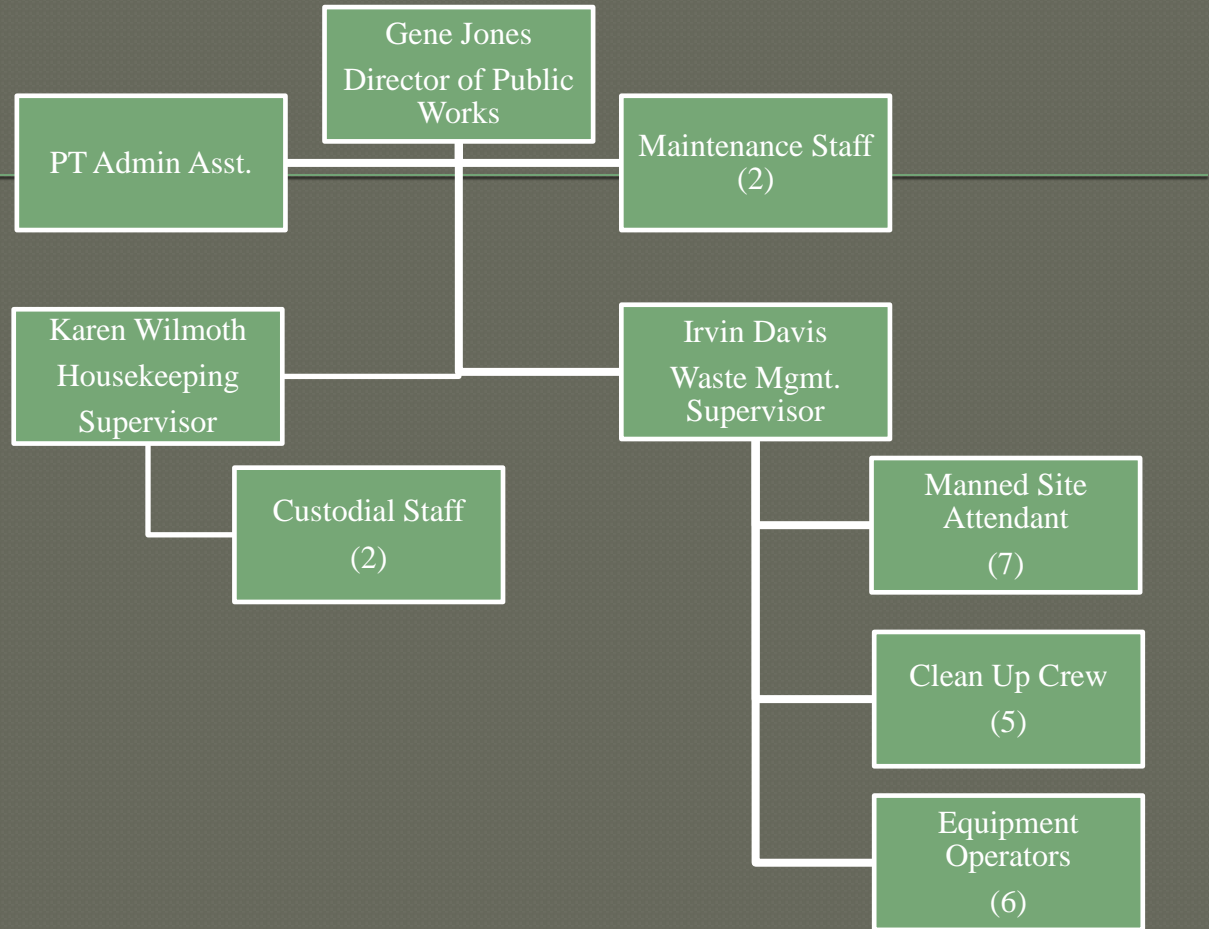 Gene Jones
Director of Public
Works
PT Admin Asst.
Maintenance Staff
(2)
Karen Wilmoth
Housekeeping
Supervisor
Irvin Davis
Waste Mgmt.
Supervisor
Custodial Staff
(2)
Manned Site
Attendant
(7)
Clean Up Crew
(5)
Equipment
Operators
(6)